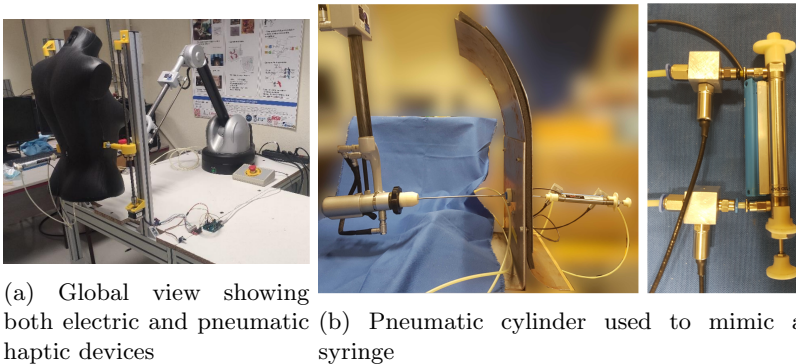 (a) Global view showing
both electric and pneumatic
haptic devices
(b) Pneumatic cylinder used to mimic a
syringe